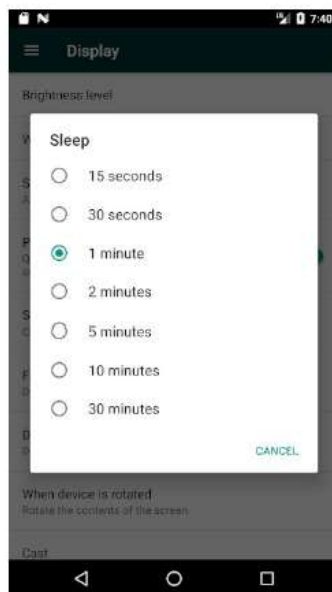 7:40
Display
Brightness level
Sleep
15 seconds
30 seconds
1 minute
2 minutes
5 minutes
10 minutes
30 minutes
CANCEL
When device is rotated
Rotate the contents of the screen
Cast